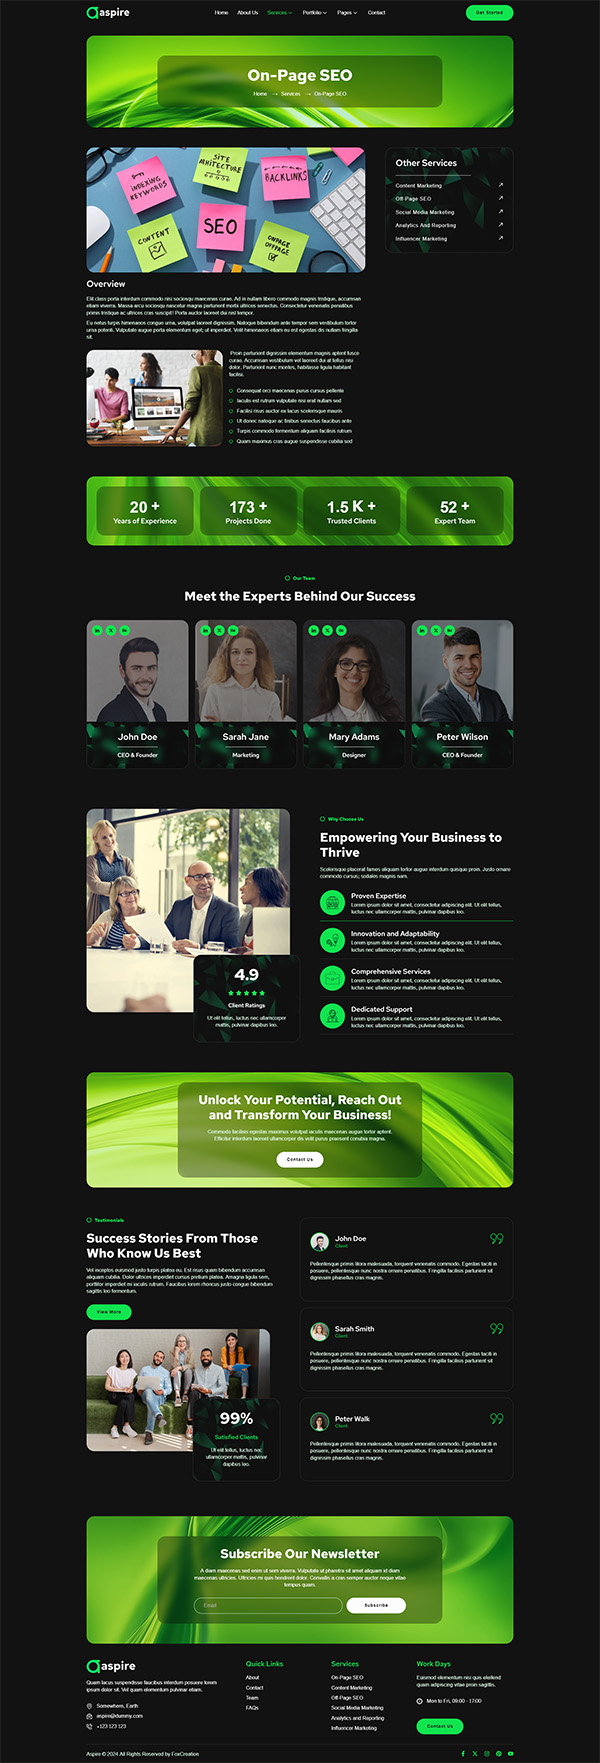 aspire
Home About Us Services Portfolio Pages Contact
Get Started
On-Page SEO
Home → Services → On-Page SEO
INDEXING KEYWORDS
SITE ARCHITECTURE
BACKLINKS
CONTENT
SEO
ONPAGE OFFPAGE
Other Services
Content Marketing
Off-Page SEO
Social Media Marketing
Analytics And Reporting
Influencer Marketing
Overview
Elit class porta interdum commodo nisi sociosqu maecenas curae. Ad in nullam libero commodo magnis tristique, accumsan
etiam viverra. Massa arcu sociosqu nascetur magna parturient morbi ultrices senectus. Consectetur venenatis penatibus
primis tristique ac ultrices cras suscipit! Porta auctor laoreet dui nisl tempor.
Eu netus turpis himenaeos congue urna, volutpat laoreet dignissim. Natoque bibendum ante tempor sem vestibulum tortor
urna potenti. Vulputate augue porta elementum eget; ut imperdiet. Velit himenaeos etiam eu est egestas dis nullam fringilla
sit.
Proin parturient dignissim elementum magnis aptent fusce
curae. Accumsan vestibulum vel laoreet dui at tellus nisi
dolor. Parturient nunc montes, habitasse ligula habitant
facilisi.
Consequat orci maecenas purus cursus pellente
Iaculis est rutrum vulputate nisi erat nullam sed
Facilisi risus auctor ex lacus scelerisque mauris
Ut donec natoque ac finibus senectus faucibus ante
Turpis commodo fermentum aliquam facilisis rutrum
Quam maximus cras augue suspendisse cubilia sed
20 +
Years of Experience
173 +
Projects Done
1.5 K +
Trusted Clients
52 +
Expert Team
Our Team
Meet the Experts Behind Our Success
John Doe
CEO & Founder
Sarah Jane
Marketing
Mary Adams
Designer
Peter Wilson
CEO & Founder
Why Choose Us
Empowering Your Business to
Thrive
Scelerisque placerat fames aliquam tortor augue interdum quisque proin. Justo ornare
commodo cursus; sodales magnis nam.
Proven Expertise
Lorem ipsum dolor sit amet, consectetur adipiscing elit. Ut elit tellus,
luctus nec ullamcorper mattis, pulvinar dapibus leo.
Innovation and Adaptability
Lorem ipsum dolor sit amet, consectetur adipiscing elit. Ut elit tellus,
luctus nec ullamcorper mattis, pulvinar dapibus leo.
Comprehensive Services
Lorem ipsum dolor sit amet, consectetur adipiscing elit. Ut elit tellus,
luctus nec ullamcorper mattis, pulvinar dapibus leo.
Dedicated Support
Lorem ipsum dolor sit amet, consectetur adipiscing elit. Ut elit tellus,
luctus nec ullamcorper mattis, pulvinar dapibus leo.
4.9
Client Ratings
Ut elit tellus, luctus nec ullamcorper
mattis, pulvinar dapibus leo.
Unlock Your Potential, Reach Out
and Transform Your Business!
Commodo facilisis egestas maximus volutpat iaculis maecenas augue tortor aptent.
Efficitur interdum laoreet ullamcorper dis velit purus praesent conubia magna.
Contact Us
Testimonials
Success Stories From Those
Who Know Us Best
Vel inceptos euismod justo turpis platea eu. Est risus quam bibendum accumsan
aliquam cubilia. Dolor ultrices imperdiet cursus pretium platea. Amagna ligula sem,
porttitor imperdiet mi iaculis rutrum. Faucibus lorem rhoncus justo congue bibendum
sagittis leo fermentum.
View More
99%
Satisfied Clients
Ut elit tellus, luctus nec
ullamcorper mattis, pulvinar
dapibus leo.
John Doe
Client
Pellentesque primis litora malesuada, torquent venenatis commodo. Egestas taciti in
posuere, pellentesque nunc nostra ornare penatibus. Fringilla facilisis parturient sit
dignissim phasellus cras magnis.
Sarah Smith
Client
Pellentesque primis litora malesuada, torquent venenatis commodo. Egestas taciti in
posuere, pellentesque nunc nostra ornare penatibus. Fringilla facilisis parturient sit
dignissim phasellus cras magnis.
Peter Walk
Client
Pellentesque primis litora malesuada, torquent venenatis commodo. Egestas taciti in
posuere, pellentesque nunc nostra ornare penatibus. Fringilla facilisis parturient sit
dignissim phasellus cras magnis.
Subscribe Our Newsletter
A diam maecenas sed enim ut sem viverra. Vulputate ut pharetra sit amet aliquam id diam
maecenas ultricies. Ultricies mi quis hendrerit dolor. Convallis a cras semper auctor neque vitae
tempus quam.
Email
Subscribe
aspire
Quam lacus suspendisse faucibus interdum posuere lorem
ipsum dolor sit. Vel quam elementum pulvinar etiam.
Somewhere, Earth
aspire@dummy.com
+123 123 123
Quick Links
About
Contact
Team
FAQs
Services
On-Page SEO
Content Marketing
Off-Page SEO
Social Media Marketing
Analytics and Reporting
Influencer Marketing
Work Days
Euismod elementum nisi quis eleifend
quam adipiscing vitae proin sagittis.
Mon to Fri, 09:00 - 17:00
Contact Us
Aspire © 2024 All Rights Reserved by FoxCreation